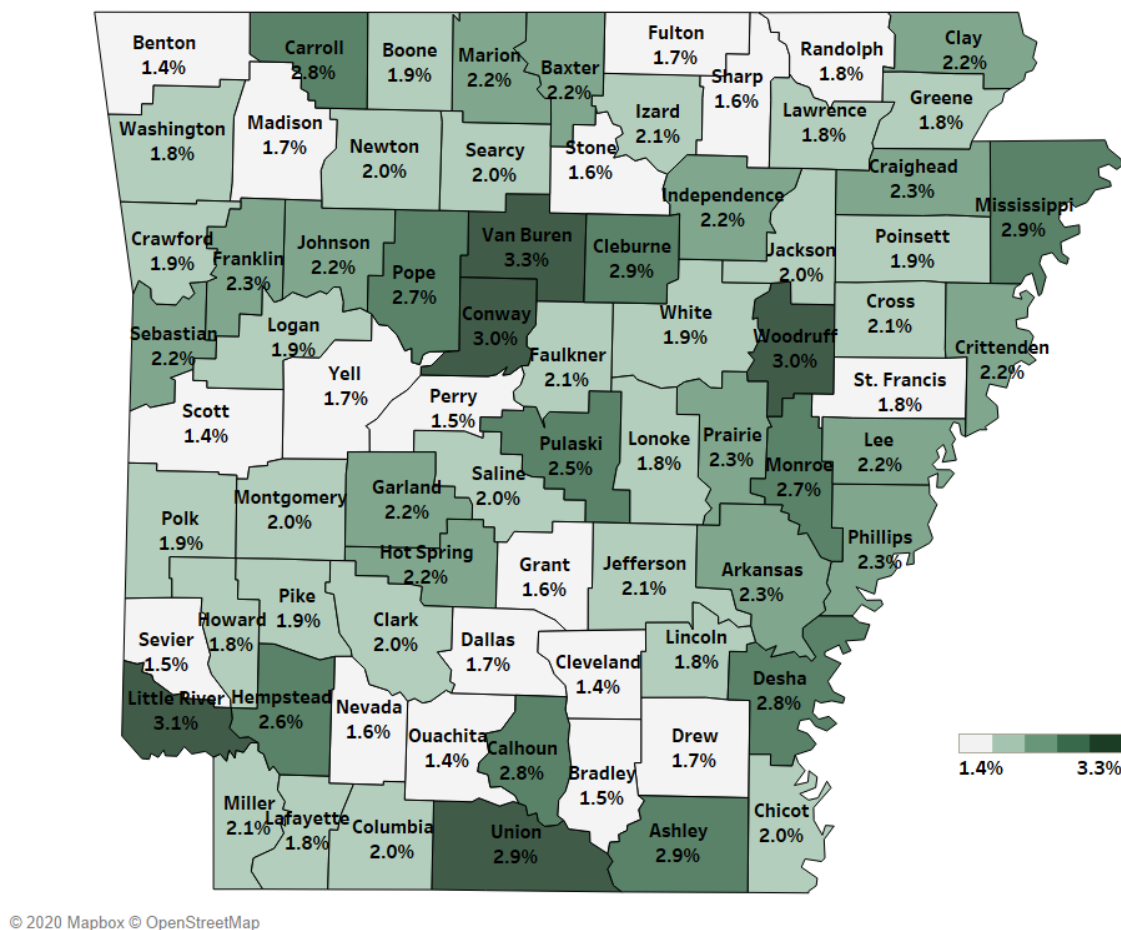 Benton
1.4%
Carroll
2.8%
Boone
1.9%
Marion
2.2%
Baxter
2.2%
Fulton
1.7%
Sharp
1.6%
Randolph
1.8%
Clay
2.2%
Washington
1.8%
Madison
1.7%
Newton
2.0%
Searcy
2.0%
Stone
1.6%
Izard
2.1%
Lawrence
1.8%
Greene
1.8%
Craighead
2.3%
Mississippi
2.9%
Independence
2.2%
Crawford
1.9%
Franklin
2.3%
Johnson
2.2%
Pope
2.7%
Van Buren
3.3%
Cleburne
2.9%
Jackson
2.0%
Poinsett
1.9%
Sebastian
2.2%
Logan
1.9%
Conway
3.0%
Faulkner
2.1%
White
1.9%
Woodruff
3.0%
Cross
2.1%
Crittenden
2.2%
Scott
1.4%
Yell
1.7%
Perry
1.5%
Pulaski
2.5%
Lonoke
1.8%
Prairie
2.3%
St. Francis
1.8%
Monroe
2.7%
Lee
2.2%
Polk
1.9%
Montgomery
2.0%
Garland
2.2%
Saline
2.0%
Hot Spring
2.2%
Grant
1.6%
Jefferson
2.1%
Arkansas
2.3%
Phillips
2.3%
Sevier
1.5%
Howard
1.8%
Pike
1.9%
Clark
2.0%
Dallas
1.7%
Cleveland
1.4%
Lincoln
1.8%
Desha
2.8%
Little River
3.1%
Hempstead
2.6%
Nevada
1.6%
Ouachita
1.4%
Calhoun
2.8%
Bradley
1.5%
Drew
1.7%
Miller
2.1%
Lafayette
1.8%
Columbia
2.0%
Union
2.9%
Ashley
2.9%
Chicot
2.0%
1.4% 3.3%
© 2020 Mapbox © OpenStreetMap